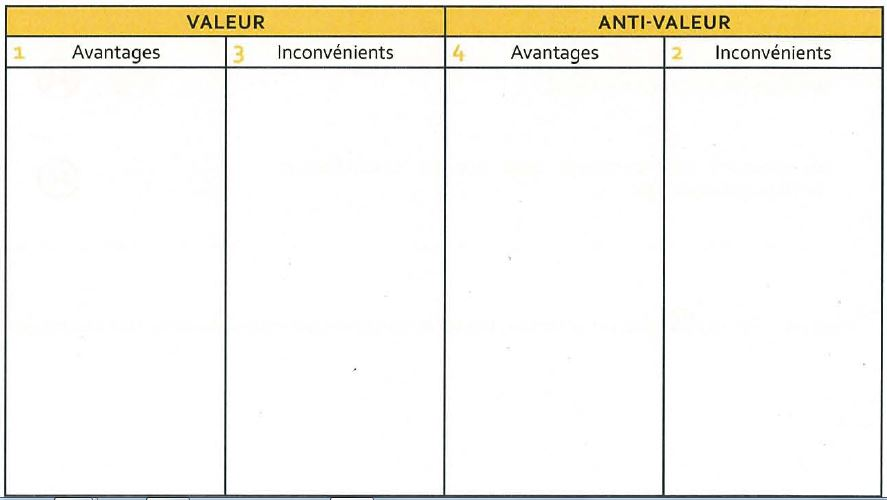 VALEUR ANTI-VALEUR
1 Avantages 3 Inconvénients 4 Avantages 2 Inconvénients